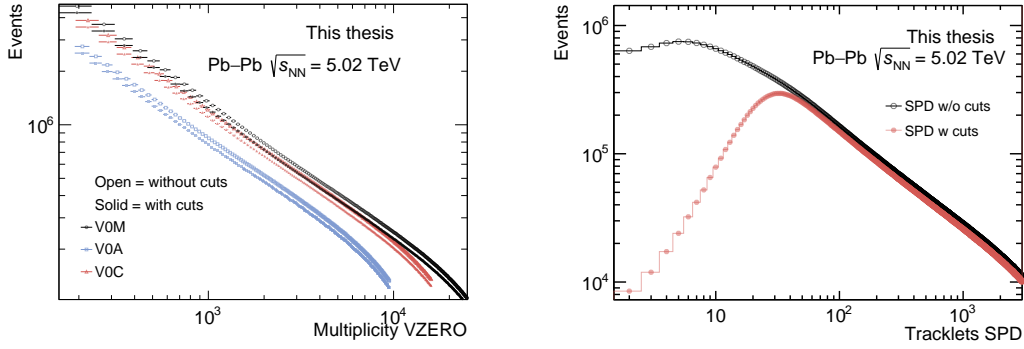 Events
This thesis
Pb–Pb √sNN = 5.02 TeV
10^6
Open = without cuts
Solid = with cuts
V0M
V0A
V0C
10^3
10^4
Multiplicity VZERO
Events
10^6
This thesis
Pb–Pb √sNN = 5.02 TeV
SPD w/o cuts
SPD w cuts
10^5
10^4
10
10^2
10^3
Tracklets SPD